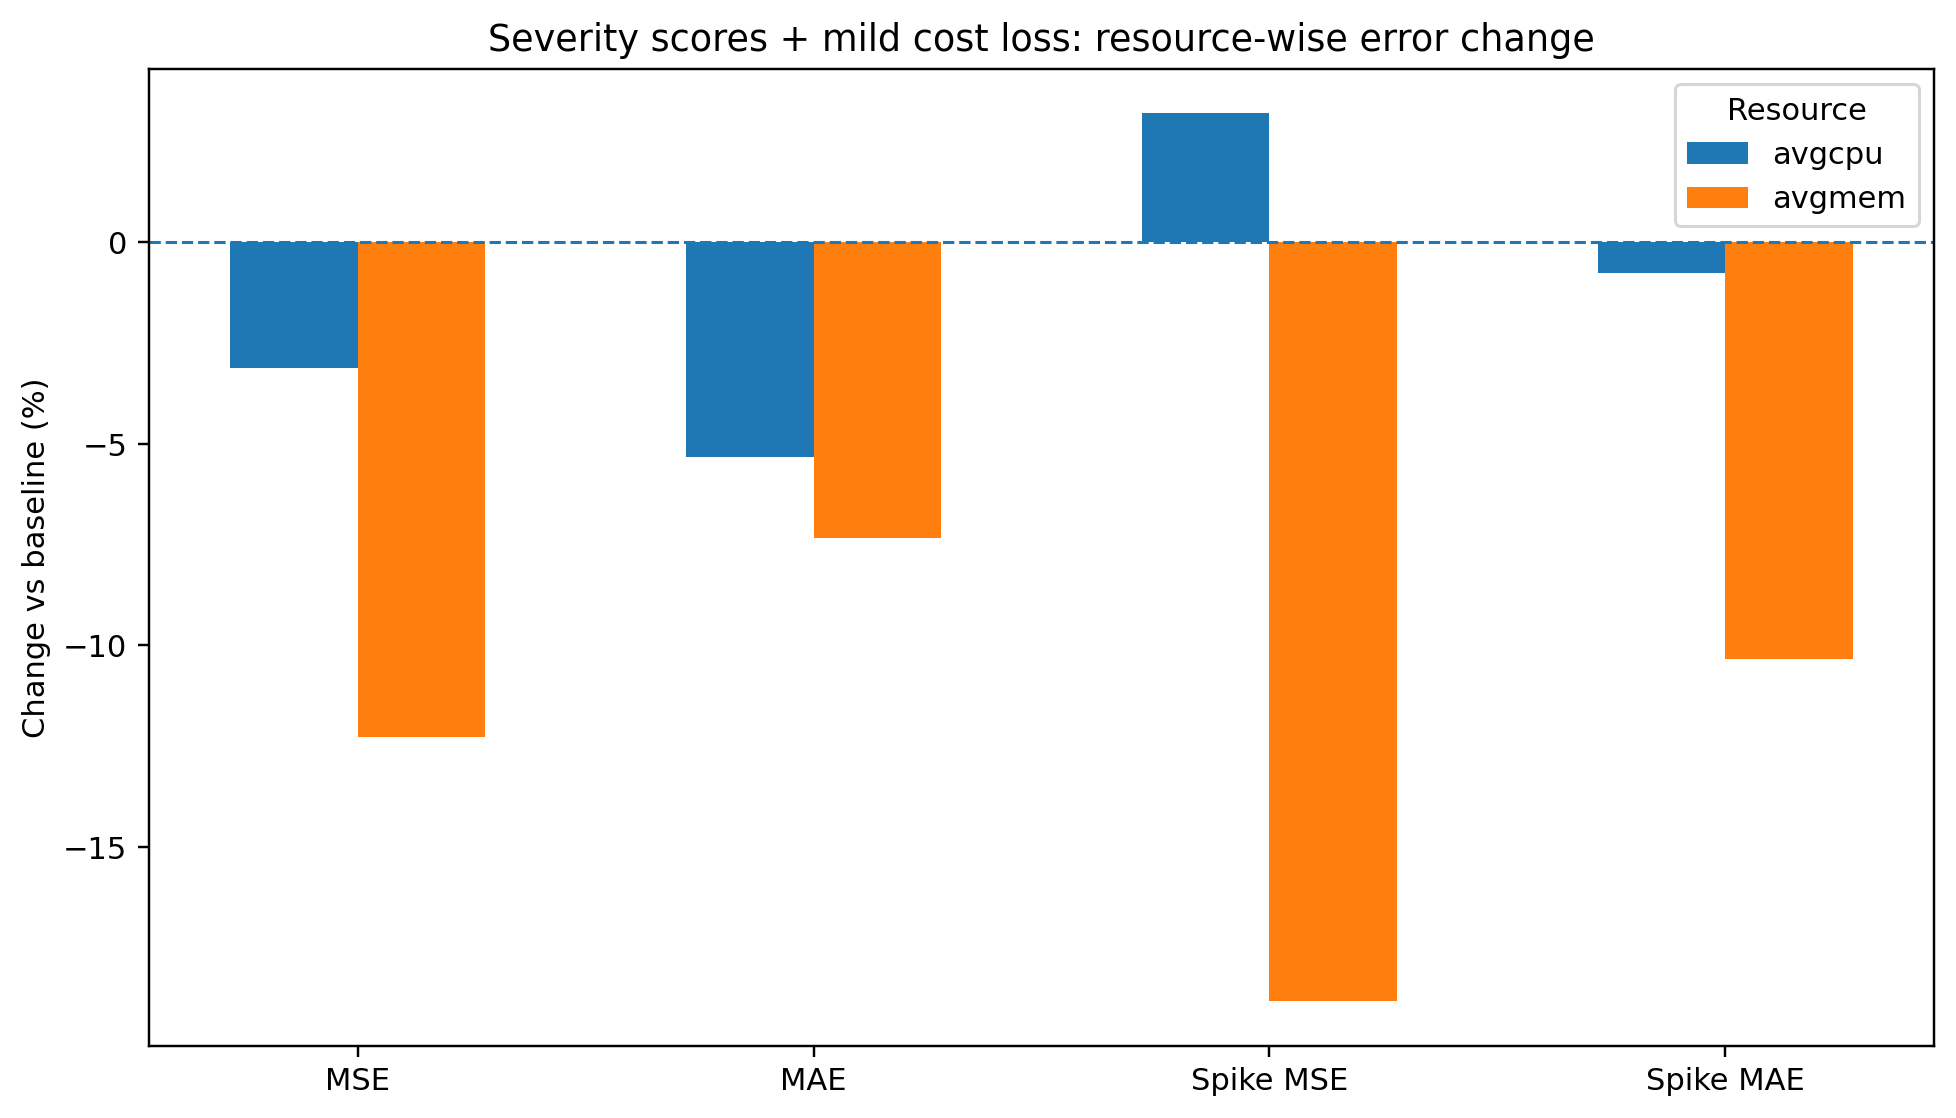 Severity scores + mild cost loss: resource-wise error change
Resource
avgcpu
avgmem
Change vs baseline (%)
0
−5
−10
−15
MSE
MAE
Spike MSE
Spike MAE